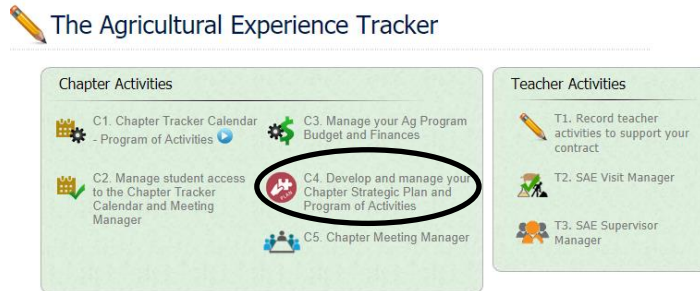 The Agricultural Experience Tracker
Chapter Activities
C1. Chapter Tracker Calendar
- Program of Activities
C2. Manage student access
to the Chapter Tracker
Calendar and Meeting
Manager
C3. Manage your Ag Program
Budget and Finances
PLAN
C4. Develop and manage your
Chapter Strategic Plan and
Program of Activities
C5. Chapter Meeting Manager
Teacher Activities
T1. Record teacher
activities to support your
contract
T2. SAE Visit Manager
T3. SAE Supervisor
Manager